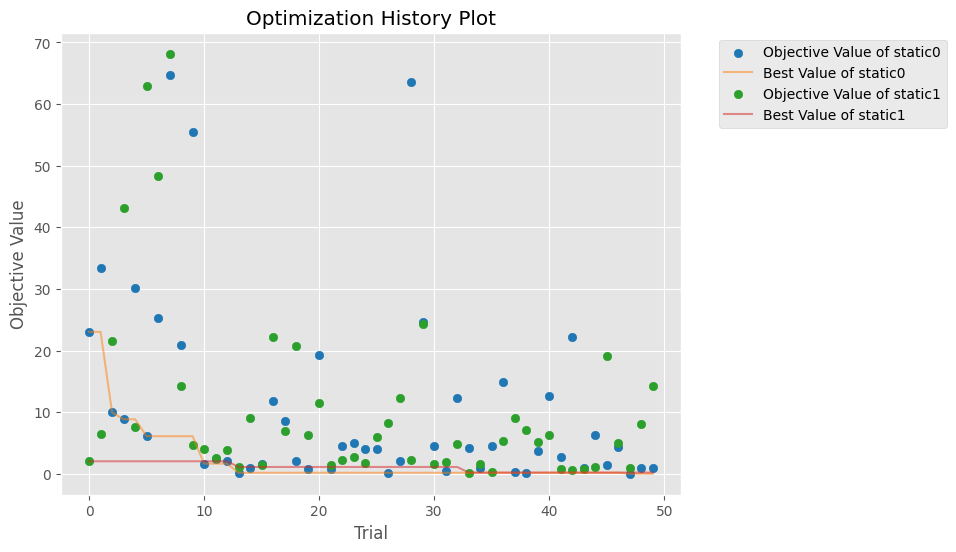 Optimization History Plot
Objective Value of static0
Best Value of static0
Objective Value of static1
Best Value of static1
Objective Value
70
60
50
40
30
20
10
0
0 10 20 30 40 50
Trial